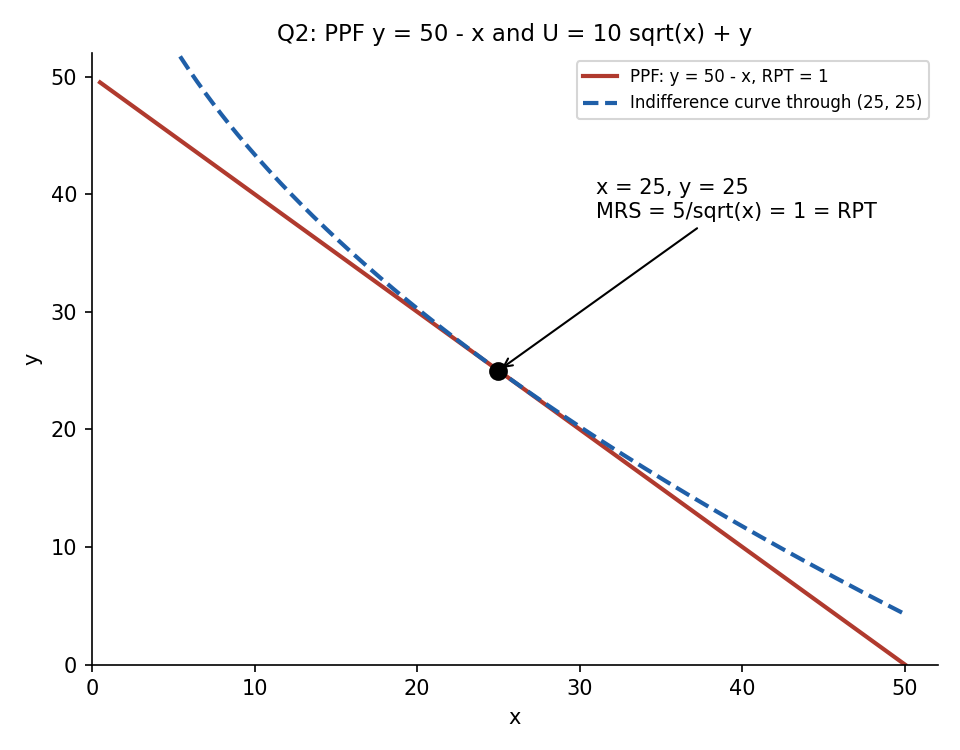 Q2: PPF y = 50 - x and U = 10 sqrt(x) + y
PPF: y = 50 - x, RPT = 1
Indifference curve through (25, 25)
x = 25, y = 25
MRS = 5/sqrt(x) = 1 = RPT
50
40
30
20
10
0
y
0 10 20 30 40 50
x